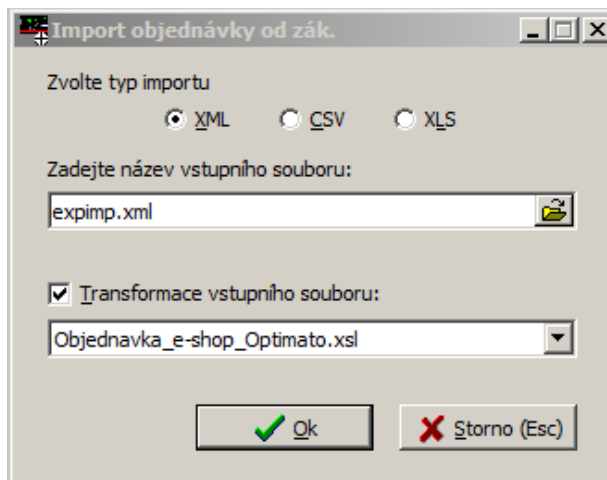 Import objednávky od zák.
Zvolte typ importu
XML CSV XLS
Zadejte název vstupního souboru:
expimp.xml
Transformace vstupního souboru:
Objednavka_e-shop_Optimato.xsl
Ok Storno (Esc)